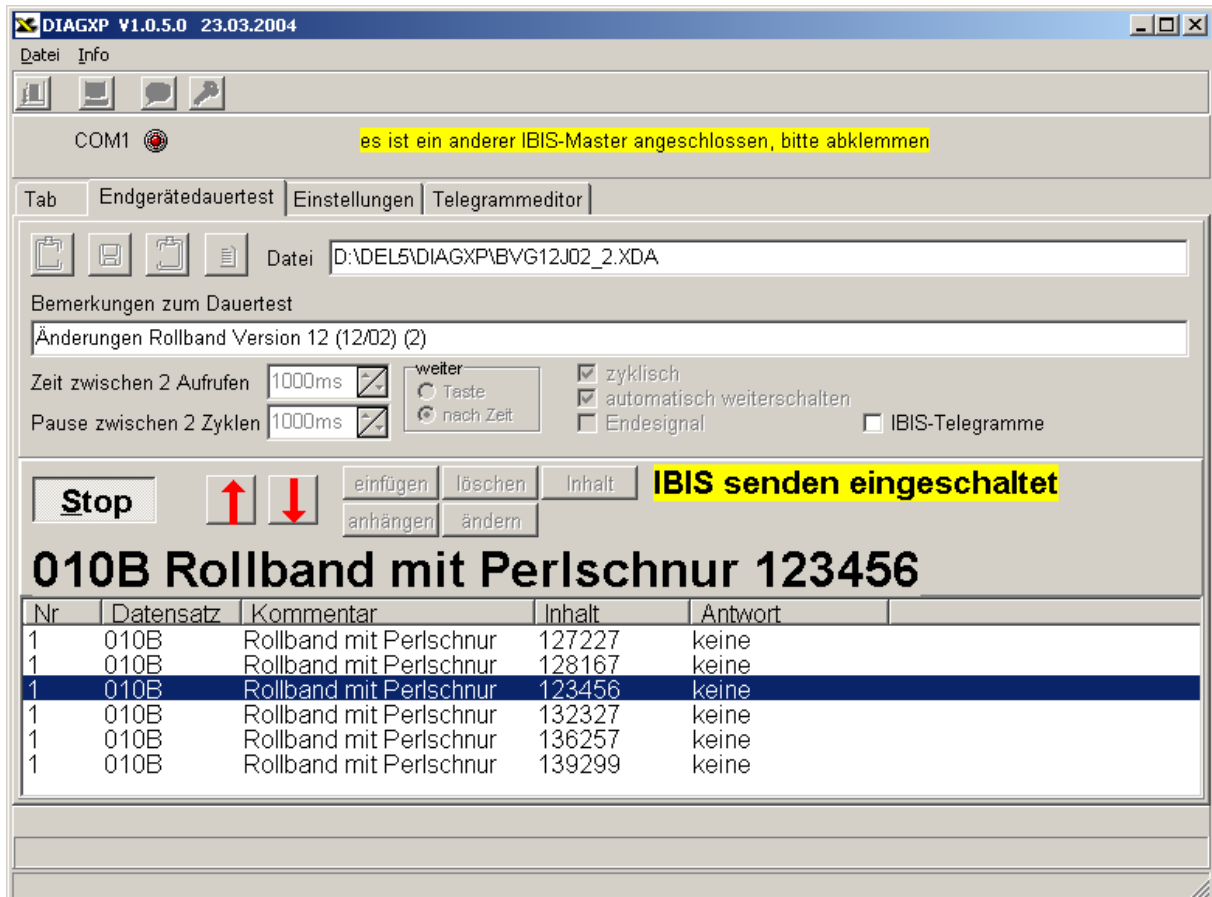 DIAGXP V1.0.5.0 23.03.2004
Datei Info
COM1 es ist ein anderer IBIS-Master angeschlossen, bitte abklemmen
Tab Endgerätedauertest Einstellungen Telegrammeditor
Datei D:\DEL5\DIAGXP\BVG12J02_2.XDA
Bemerkungen zum Dauertest
Änderungen Rollband Version 12 (12/02) (2)
Zeit zwischen 2 Aufrufen 1000ms weiter Taste zyklisch
automatisch weiterschalten
Pause zwischen 2 Zyklen 1000ms nach Zeit Endesignal IBIS-Telegramme
Stop einfügen löschen Inhalt IBIS senden eingeschaltet
anhängen ändern
010B Rollband mit Perlschnur 123456
Nr Datensatz Kommentar Inhalt Antwort
1 010B Rollband mit Perlschnur 127227 keine
1 010B Rollband mit Perlschnur 128167 keine
1 010B Rollband mit Perlschnur 123456 keine
1 010B Rollband mit Perlschnur 132327 keine
1 010B Rollband mit Perlschnur 136257 keine
1 010B Rollband mit Perlschnur 139299 keine